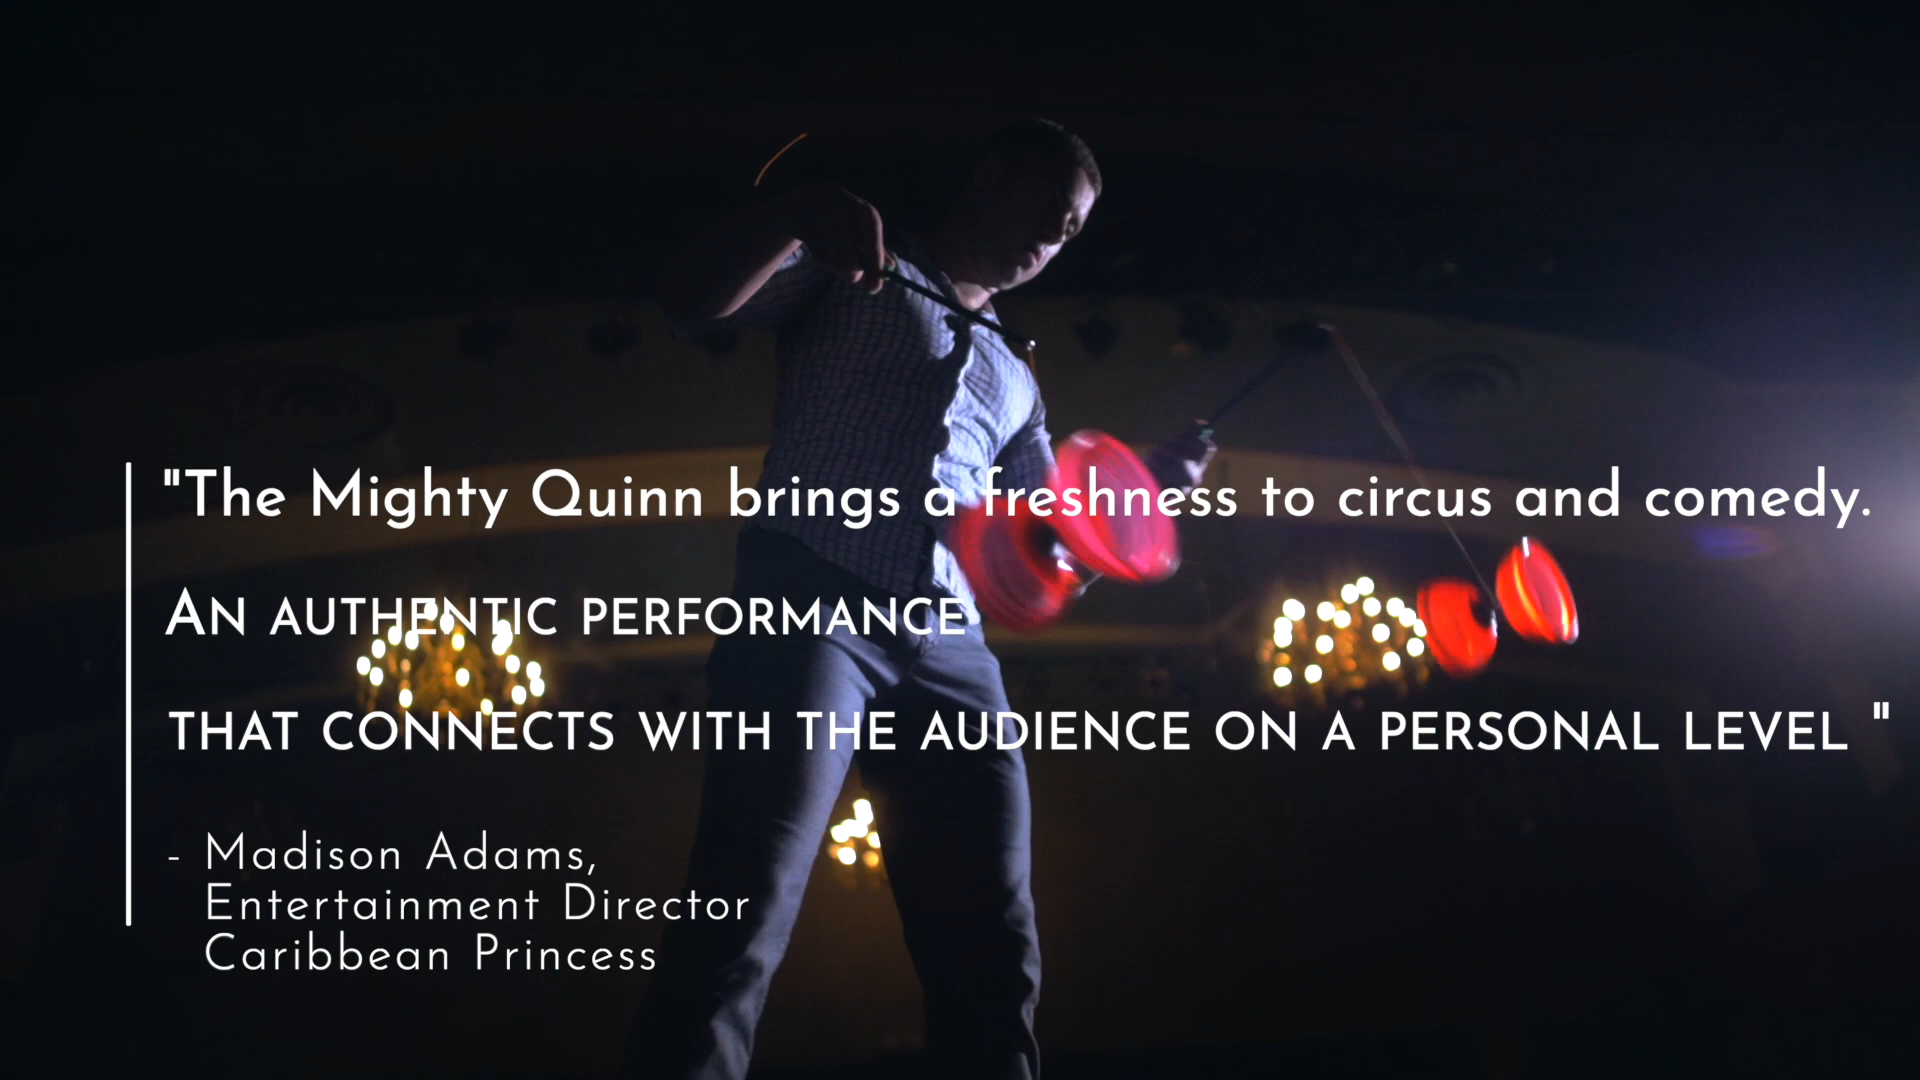 "The Mighty Quinn brings a freshness to circus and comedy.
An authentic performance
that connects with the audience on a personal level "
- Madison Adams,
Entertainment Director
Caribbean Princess